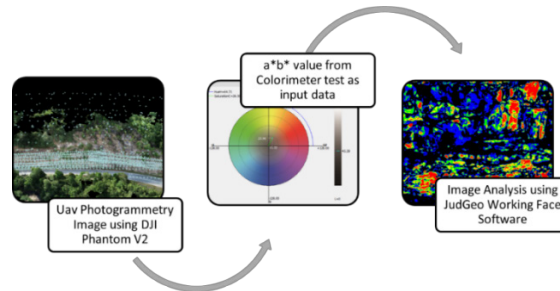 a*b* value from
Colorimeter test as
input data
Uav Photogrammetry
Image using DJI
Phantom V2
Image Analysis using
JudGeo Working Face
Software